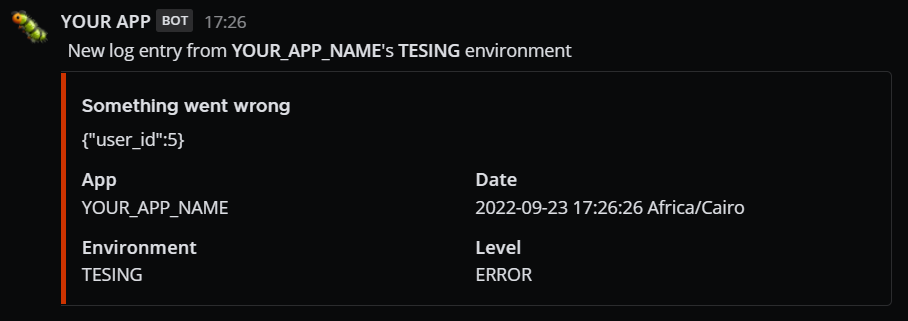 YOUR APP BOT 17:26
New log entry from YOUR_APP_NAME's TESING environment
Something went wrong
{"user_id":5}
App Date
YOUR_APP_NAME 2022-09-23 17:26:26 Africa/Cairo
Environment Level
TESING ERROR